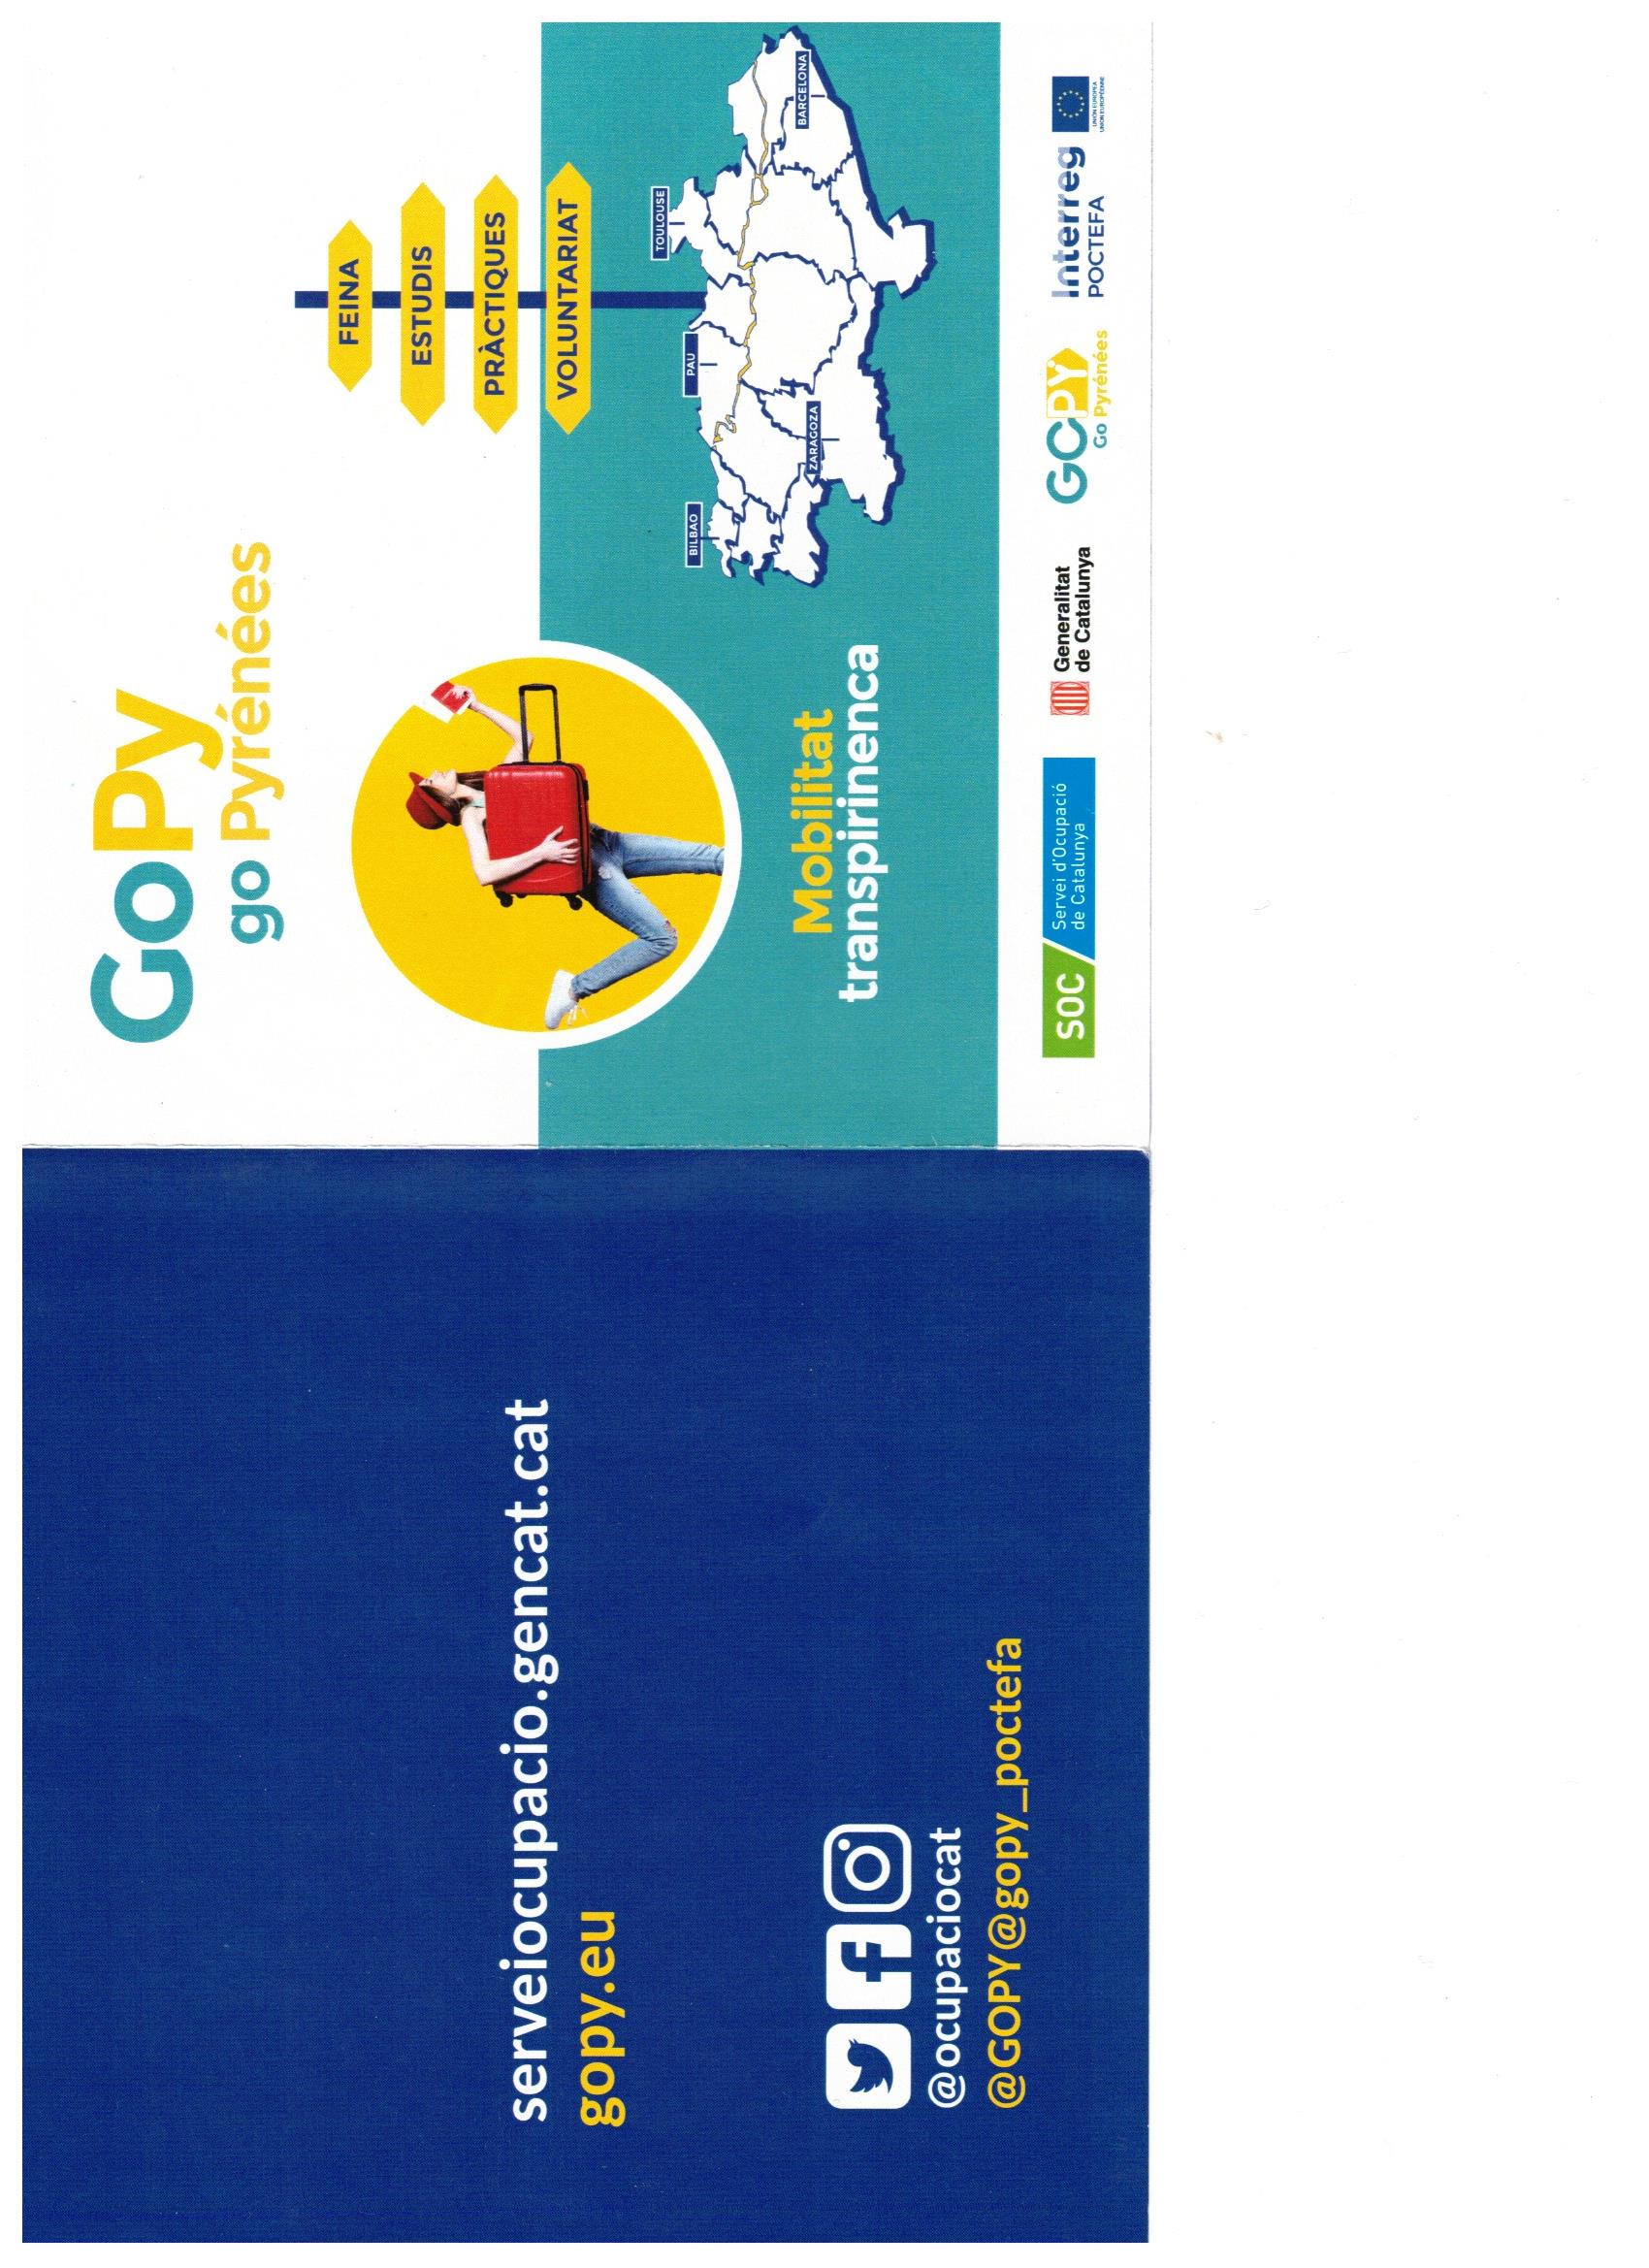 GoPy
go Pyrénées
FEINA
ESTUDIS
PRÀCTIQUES
VOLUNTARIAT
TOULOUSE
BARCELONA
PAU
BILBAO
ZARAGOZA
Mobilitat
transpirinenca
SOC
Servei d'Ocupació
de Catalunya
Generalitat
de Catalunya
GOPY
Go Pyrénées
Interreg
POCTEFA
UNIÓN EUROPEA
UNION EUROPÉENNE
serveiocupacio.gencat.cat
gopy.eu
@ocupaciocat
@GOPY@gopy_poctefa